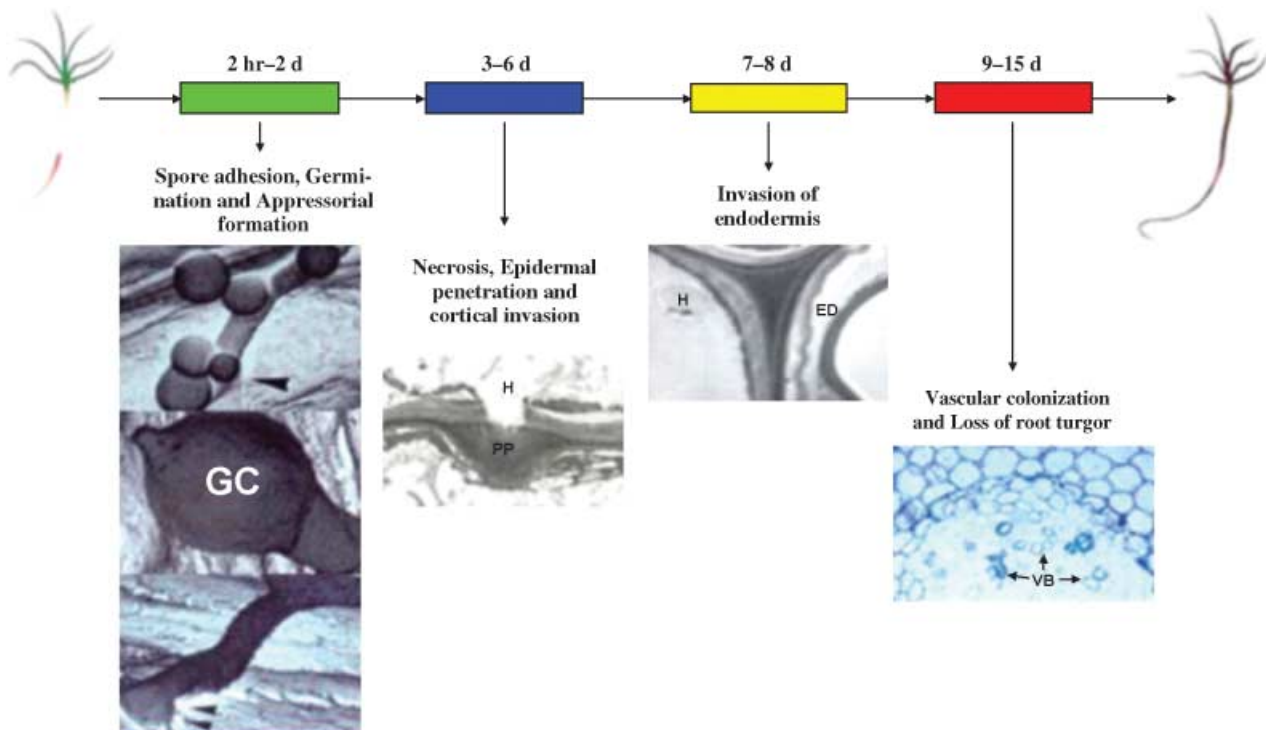 2 hr–2 d
3–6 d
7–8 d
9–15 d
Spore adhesion, Germi-
nation and Appressorial
formation
Necrosis, Epidermal
penetration and
cortical invasion
Invasion of
endodermis
Vascular colonization
and Loss of root turgor
GC
H
PP
H
ED
VB